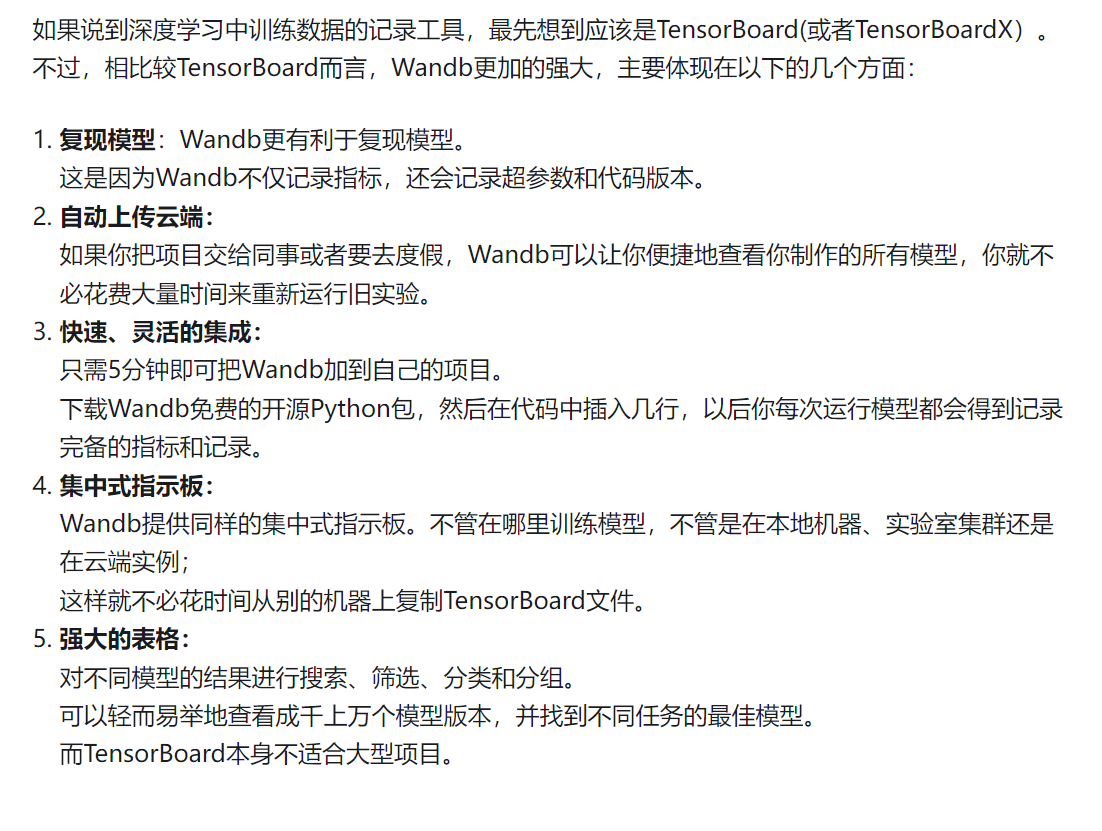 如果说到深度学习中训练数据的记录工具，最先想到应该是TensorBoard(或者TensorBoardX）。
不过，相比较TensorBoard而言，Wandb更加的强大，主要体现在以下的几个方面：
1. 复现模型：Wandb更有利于复现模型。
这是因为Wandb不仅记录指标，还会记录超参数和代码版本。
2. 自动上传云端：
如果你把项目交给同事或者要去度假，Wandb可以让你便捷地查看你制作的所有模型，你就不
必花费大量时间来重新运行旧实验。
3. 快速、灵活的集成：
只需5分钟即可把Wandb加到自己的项目。
下载Wandb免费的开源Python包，然后在代码中插入几行，以后你每次运行模型都会得到记录
完备的指标和记录。
4. 集中式指示板：
Wandb提供同样的集中式指示板。不管在哪里训练模型，不管是在本地机器、实验室集群还是
在云端实例；
这样就不必花时间从别的机器上复制TensorBoard文件。
5. 强大的表格：
对不同模型的结果进行搜索、筛选、分类和分组。
可以轻而易举地查看成千上万个模型版本，并找到不同任务的最佳模型。
而TensorBoard本身不适合大型项目。